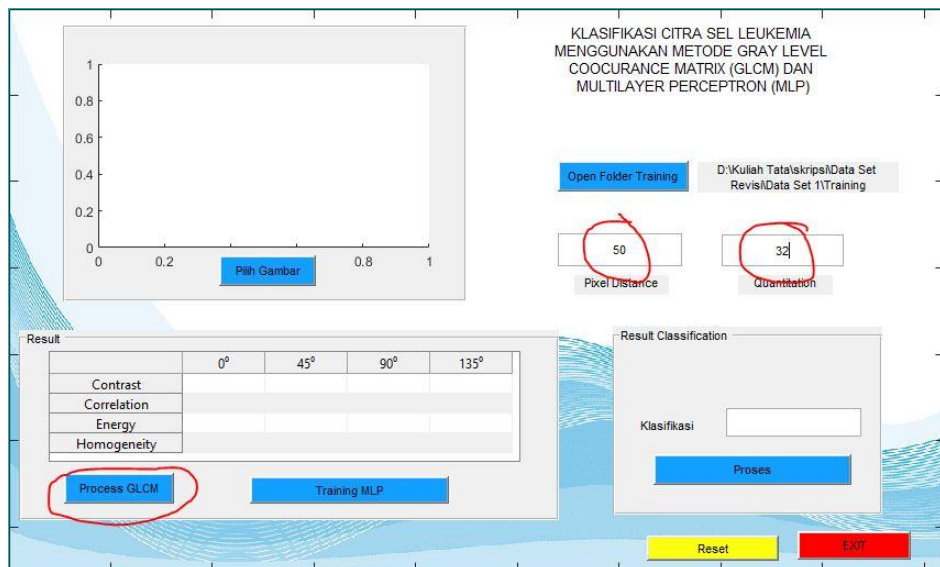 KLASIFIKASI CITRA SEL LEUKEMIA
MENGGUNAKAN METODE GRAY LEVEL
COOCURANCE MATRIX (GLCM) DAN
MULTILAYER PERCEPTRON (MLP)
1
0.8
0.6
0.4
0.2
0
0 0.2 0.8 1
Pilih Gambar
Open Folder Training
D:\Kuliah Tata\skripsi\Data Set
Revisi\Data Set 1\Training
50
32
Pixel Distance
Quantitation
Result
0° 45° 90° 135°
Contrast
Correlation
Energy
Homogeneity
Process GLCM
Training MLP
Result Classification
Klasifikasi
Proses
Reset
EXIT